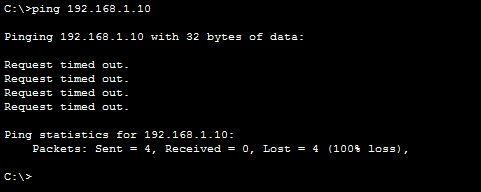 C:\>ping 192.168.1.10
Pinging 192.168.1.10 with 32 bytes of data:
Request timed out.
Request timed out.
Request timed out.
Request timed out.
Ping statistics for 192.168.1.10:
    Packets: Sent = 4, Received = 0, Lost = 4 (100% loss),
C:\>